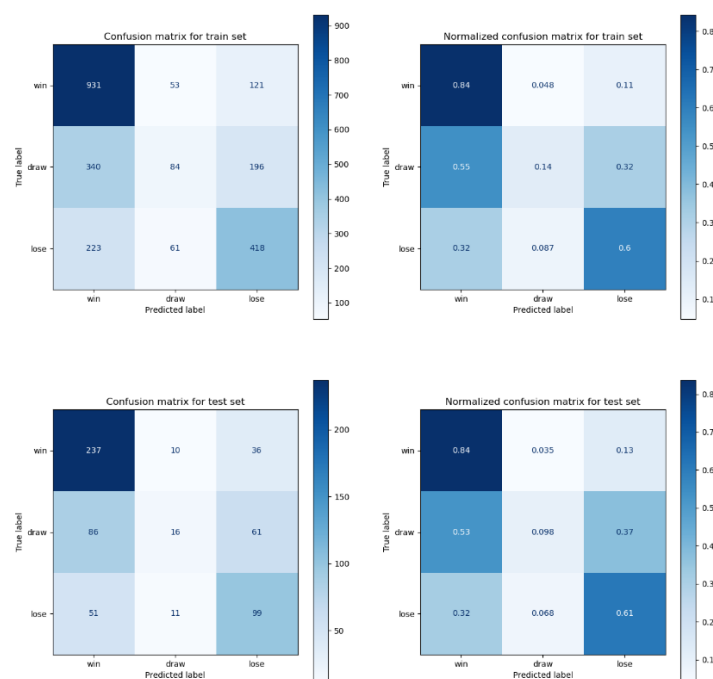 Confusion matrix for train set
900
800
700
600
500
400
300
200
100
win
931 53 121
draw
340 84 196
lose
223 61 418
True label
win draw lose
Predicted label
Normalized confusion matrix for train set
0.8
0.7
0.6
0.5
0.4
0.3
0.2
0.1
win
0.84 0.048 0.11
draw
0.55 0.14 0.32
lose
0.32 0.087 0.6
True label
win draw lose
Predicted label
Confusion matrix for test set
200
150
100
50
win
237 10 36
draw
86 16 61
lose
51 11 99
True label
win draw lose
Predicted label
Normalized confusion matrix for test set
0.8
0.7
0.6
0.5
0.4
0.3
0.2
0.1
win
0.84 0.035 0.13
draw
0.53 0.098 0.37
lose
0.32 0.068 0.61
True label
win draw lose
Predicted label